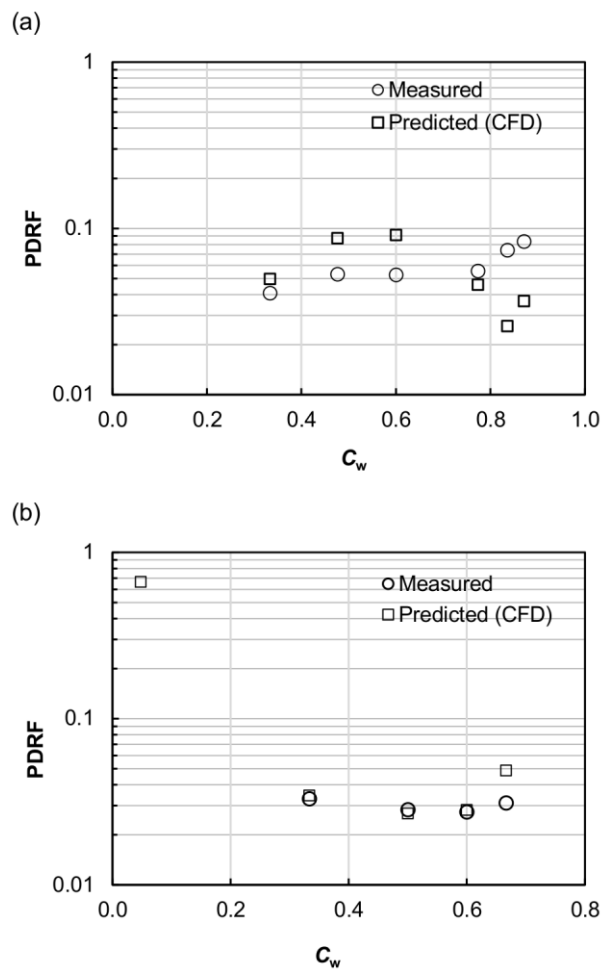 (a)
1
Measured
Predicted (CFD)
0.1
PDRF
0.01
0.0 0.2 0.4 0.6 0.8 1.0
Cw
(b)
1
Measured
Predicted (CFD)
0.1
PDRF
0.01
0.0 0.2 0.4 0.6 0.8
Cw